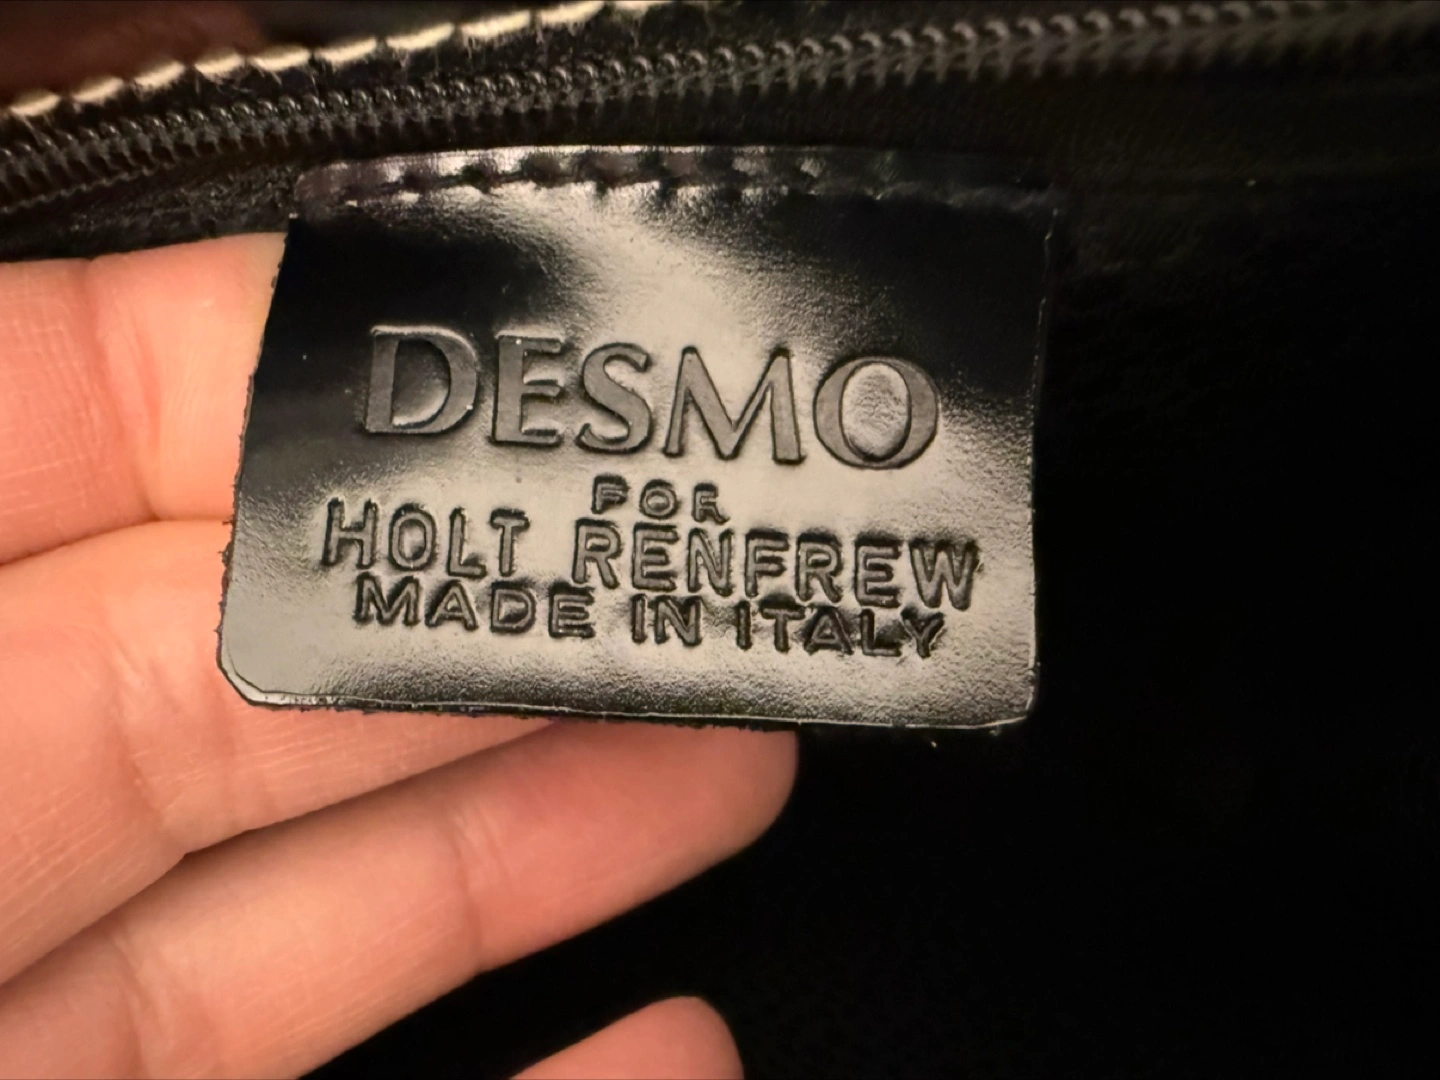 DESMO
FOR
HOLT RENFREW
MADE IN ITALY